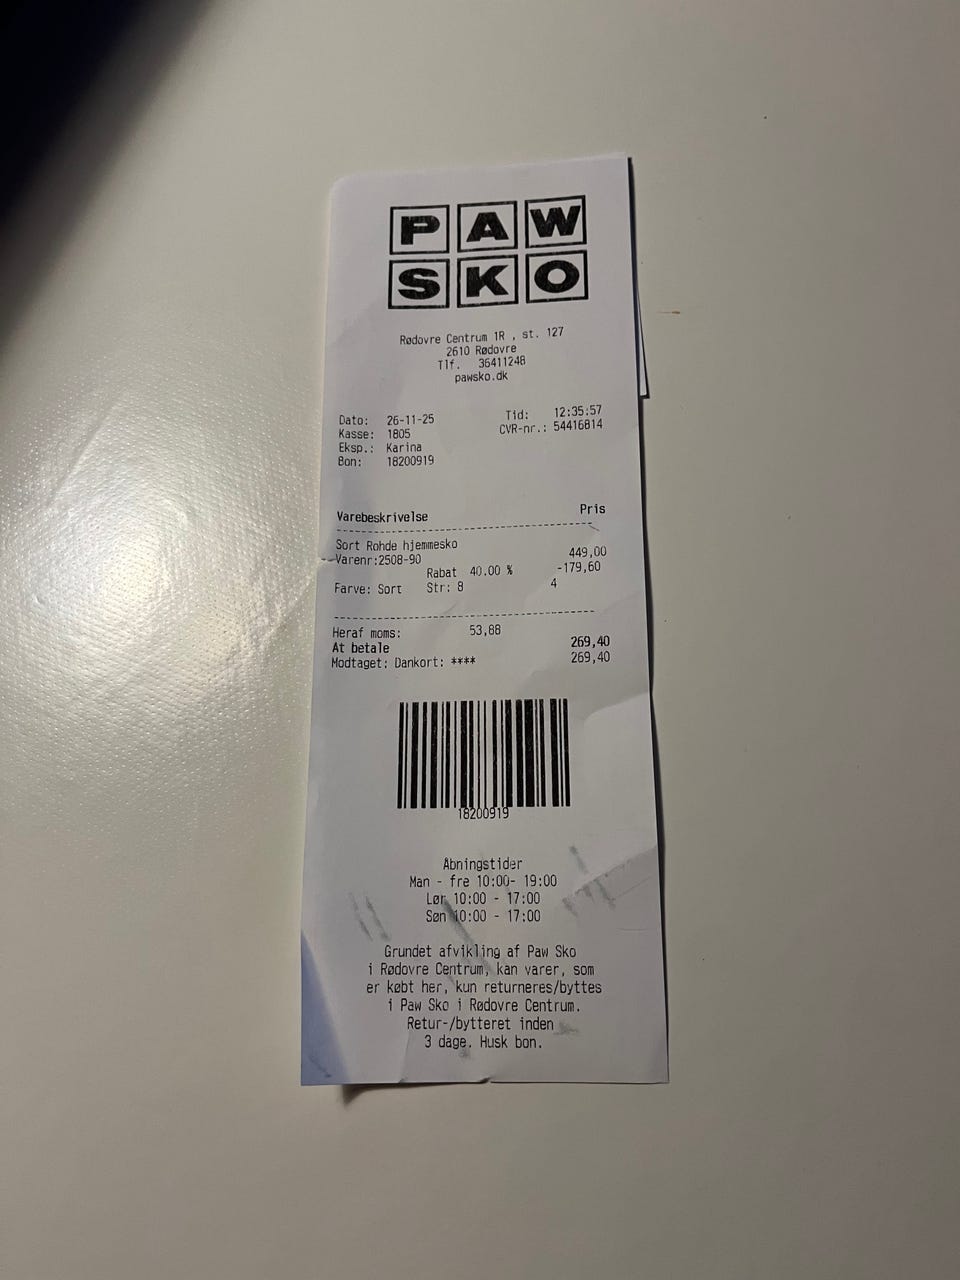 PAW
SKO
Rødovre Centrum 1R , st. 127
2610 Rødovre
Tlf. 36411248
pawsko.dk
Dato: 26-11-25 Tid: 12:35:57
Kasse: 1805 CVR-nr.: 54416814
Eksp.: Karina
Bon: 18200919
Varebeskrivelse Pris
Sort Rohde hjemmesko
Varenr:2508-90 449,00
Rabat 40.00 % -179,60
Farve: Sort Str: 8 4
Heraf moms: 53,88
At betale 269,40
Modtaget: Dankort: **** 269,40
18200919
Åbningstider
Man - fre 10:00- 19:00
Lør 10:00 - 17:00
Søn 10:00 - 17:00
Grundet afvikling af Paw Sko
i Rødovre Centrum, kan varer, som
er købt her, kun returneres/byttes
i Paw Sko i Rødovre Centrum.
Retur-/bytteret inden
3 dage. Husk bon.